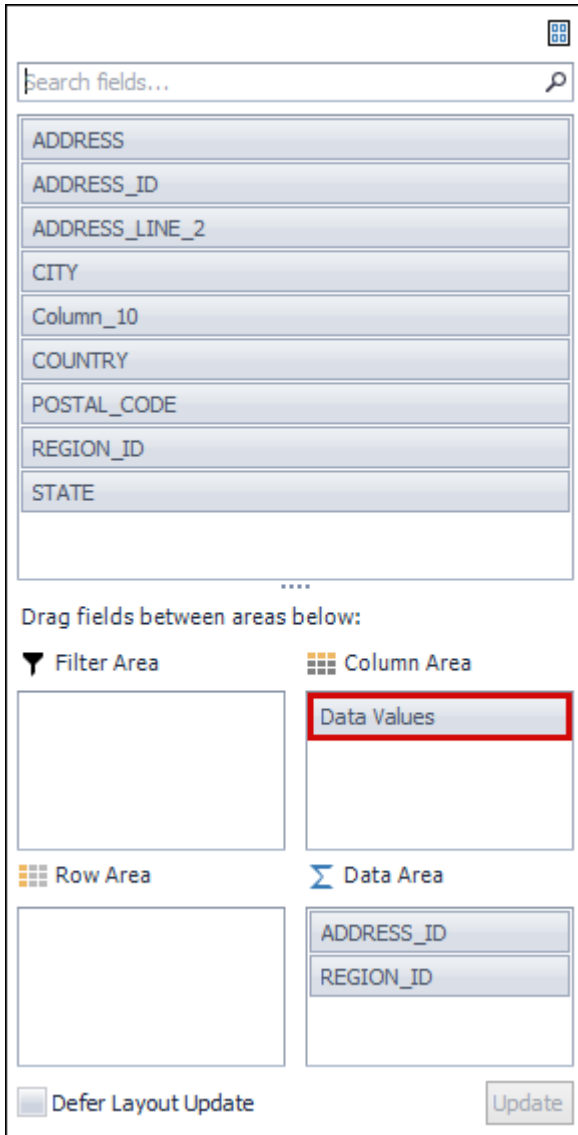 Search fields...
ADDRESS
ADDRESS_ID
ADDRESS_LINE_2
CITY
Column_10
COUNTRY
POSTAL_CODE
REGION_ID
STATE
Drag fields between areas below:
Filter Area
Column Area
Data Values
Row Area
Data Area
ADDRESS_ID
REGION_ID
Defer Layout Update
Update